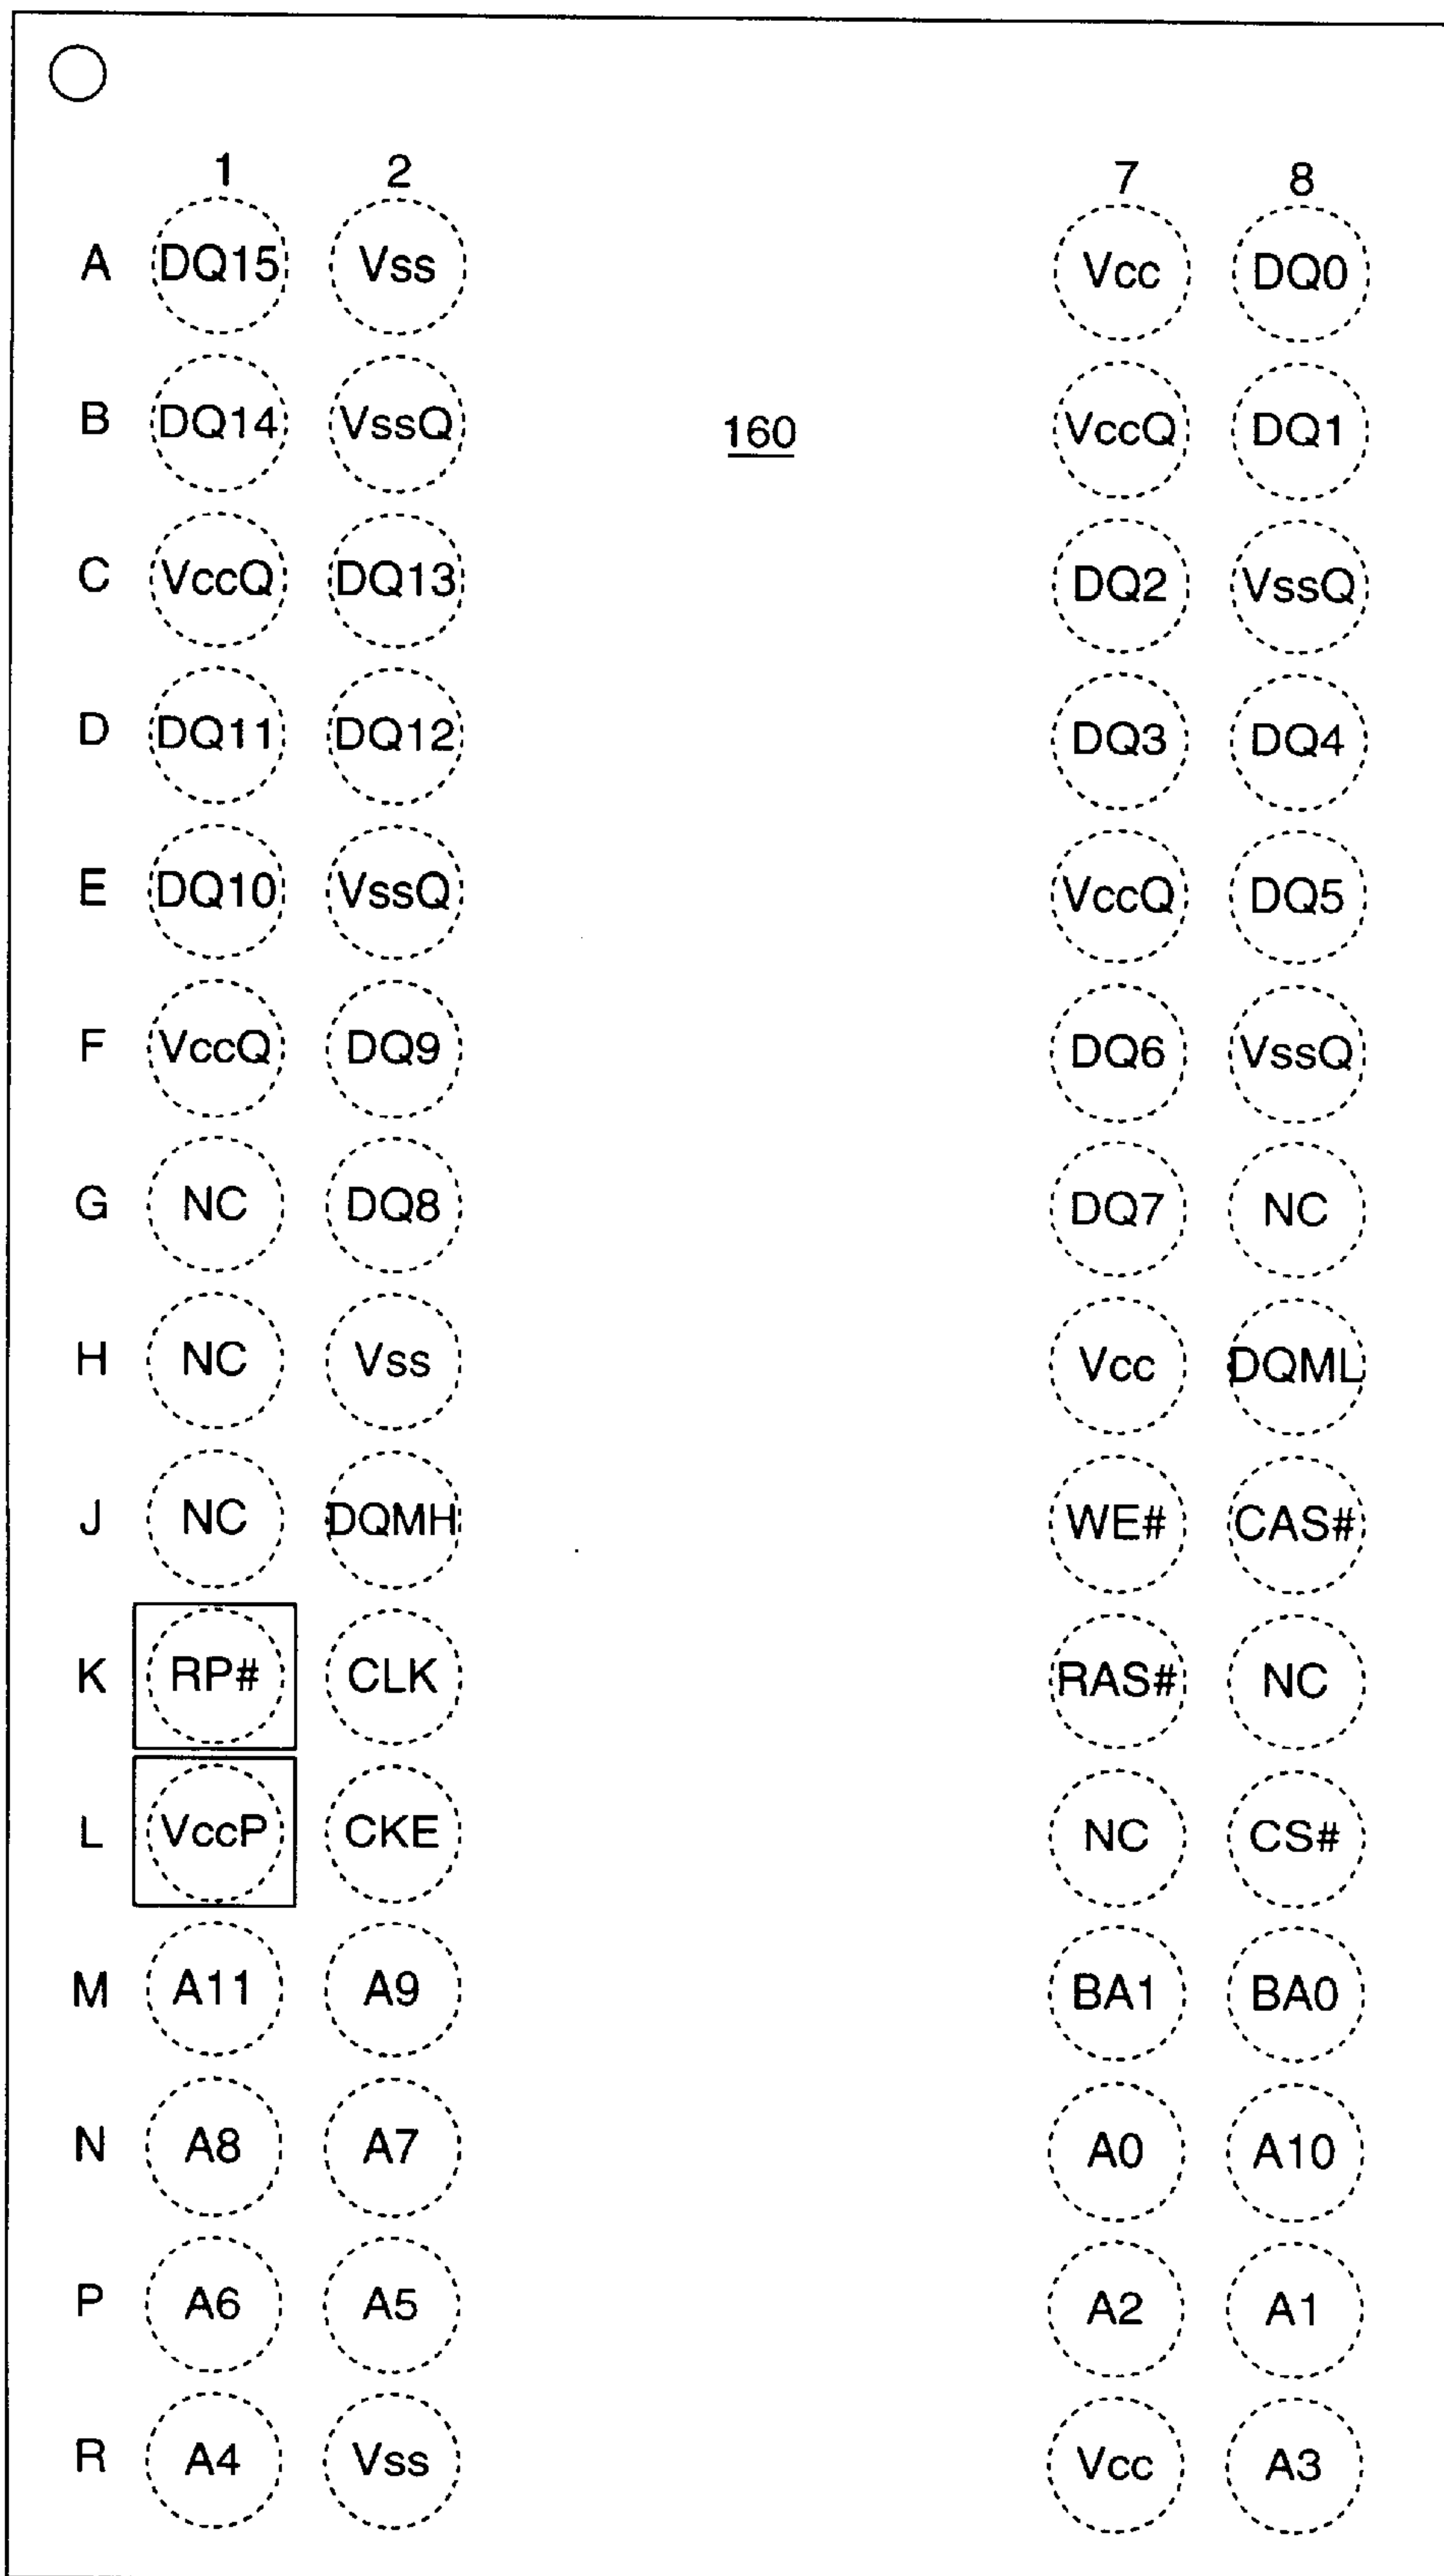 1 2 7 8
A DQ15 Vss Vcc DQ0
B DQ14 VssQ 160 VccQ DQ1
C VccQ DQ13 DQ2 VssQ
D DQ11 DQ12 DQ3 DQ4
E DQ10 VssQ VccQ DQ5
F VccQ DQ9 DQ6 VssQ
G NC DQ8 DQ7 NC
H NC Vss Vcc DQML
J NC DQMH WE# CAS#
K RP# CLK RAS# NC
L VccP CKE NC CS#
M A11 A9 BA1 BA0
N A8 A7 A0 A10
P A6 A5 A2 A1
R A4 Vss Vcc A3